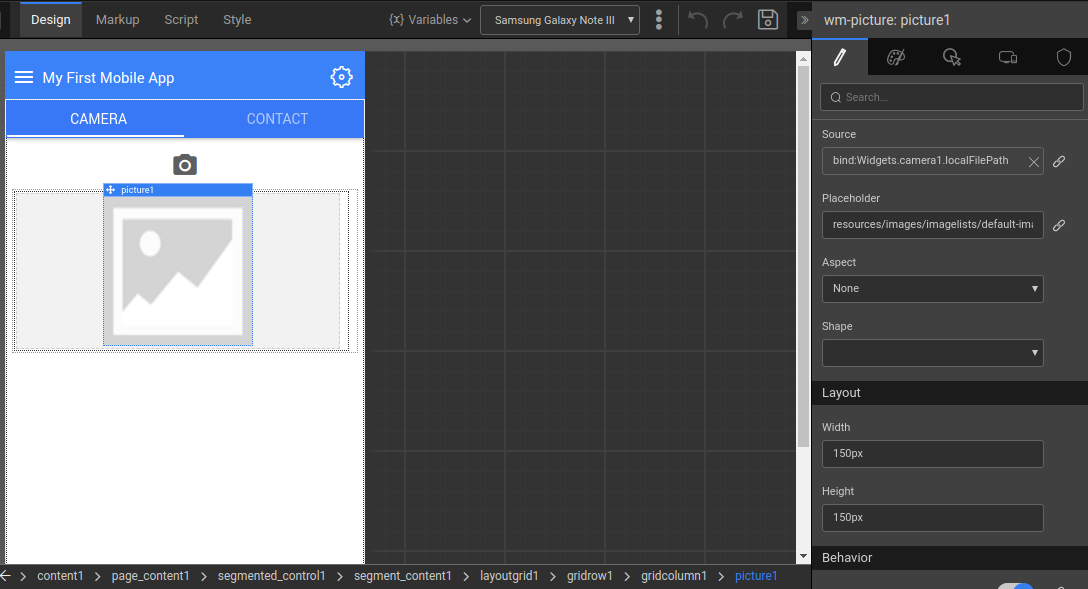 Design Markup Script Style {x} Variables Samsung Galaxy Note III
wm-picture: picture1
My First Mobile App
CAMERA CONTACT
picture1
Search...
Source
bind:Widgets.camera1.localFilePath
Placeholder
resources/images/imagelists/default-ima
Aspect
None
Shape
Layout
Width
150px
Height
150px
Behavior
content1 > page_content1 > segmented_control1 > segment_content1 > layoutgrid1 > gridrow1 > gridcolumn1 > picture1